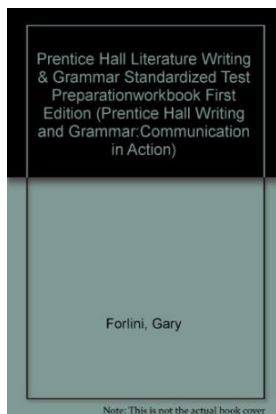 Prentice Hall Literature Writing
& Grammar Standardized Test
Preparationworkbook First
Edition (Prentice Hall Writing
and Grammar:Communication
in Action)
Forlini, Gary
Note: This is not the actual book cover